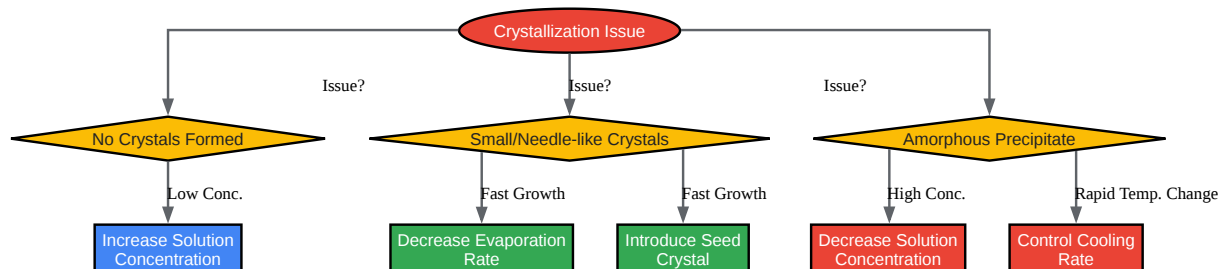 Crystallization Issue
Issue?
Issue?
Issue?
No Crystals Formed
Small/Needle-like Crystals
Amorphous Precipitate
Low Conc.
Fast Growth
Fast Growth
High Conc.
Rapid Temp. Change
Increase Solution
Concentration
Decrease Evaporation
Rate
Introduce Seed
Crystal
Decrease Solution
Concentration
Control Cooling
Rate